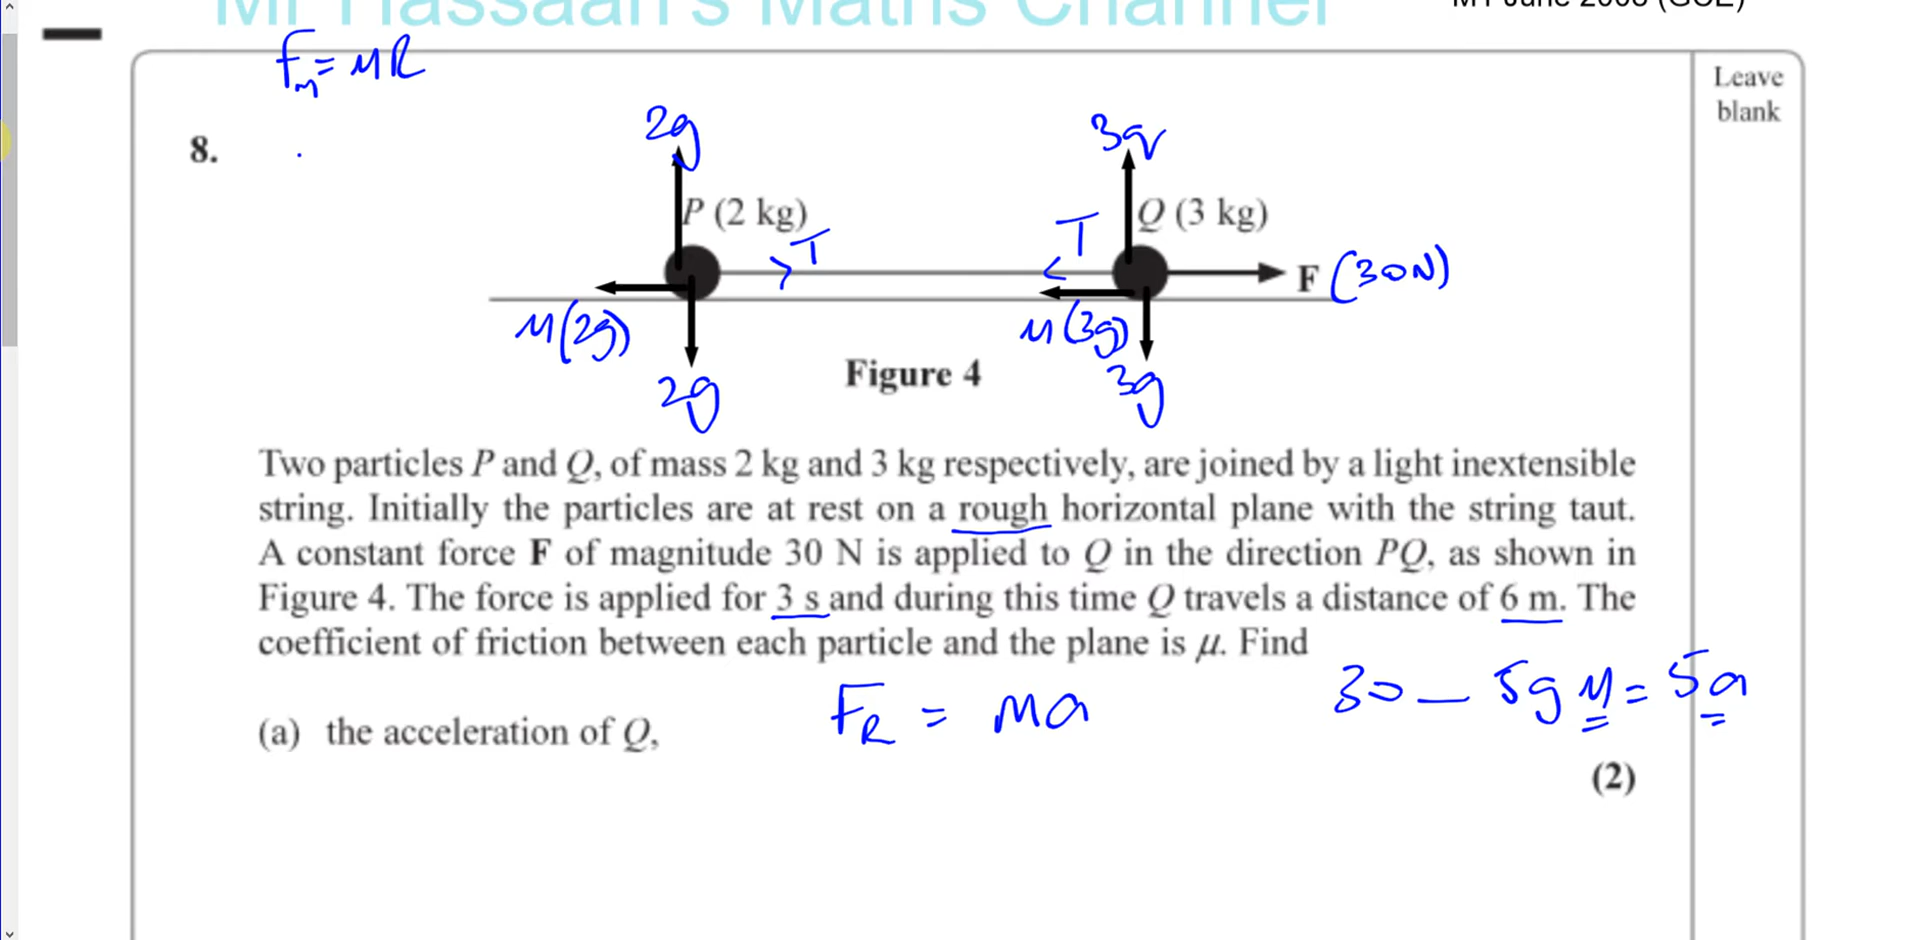 Mr Hassaan's Maths Channel
M1 June 2008 (GCE)
Fm = μR
Leave
blank
8.
2g
3g
P (2 kg)
T
T
Q (3 kg)
F (30N)
μ(2g)
μ(3g)
2g
Figure 4
3g
Two particles P and Q, of mass 2 kg and 3 kg respectively, are joined by a light inextensible
string. Initially the particles are at rest on a rough horizontal plane with the string taut.
A constant force F of magnitude 30 N is applied to Q in the direction PQ, as shown in
Figure 4. The force is applied for 3 s and during this time Q travels a distance of 6 m. The
coefficient of friction between each particle and the plane is μ. Find
30 – 5gμ = 5a
(a) the acceleration of Q,
FR = ma
(2)